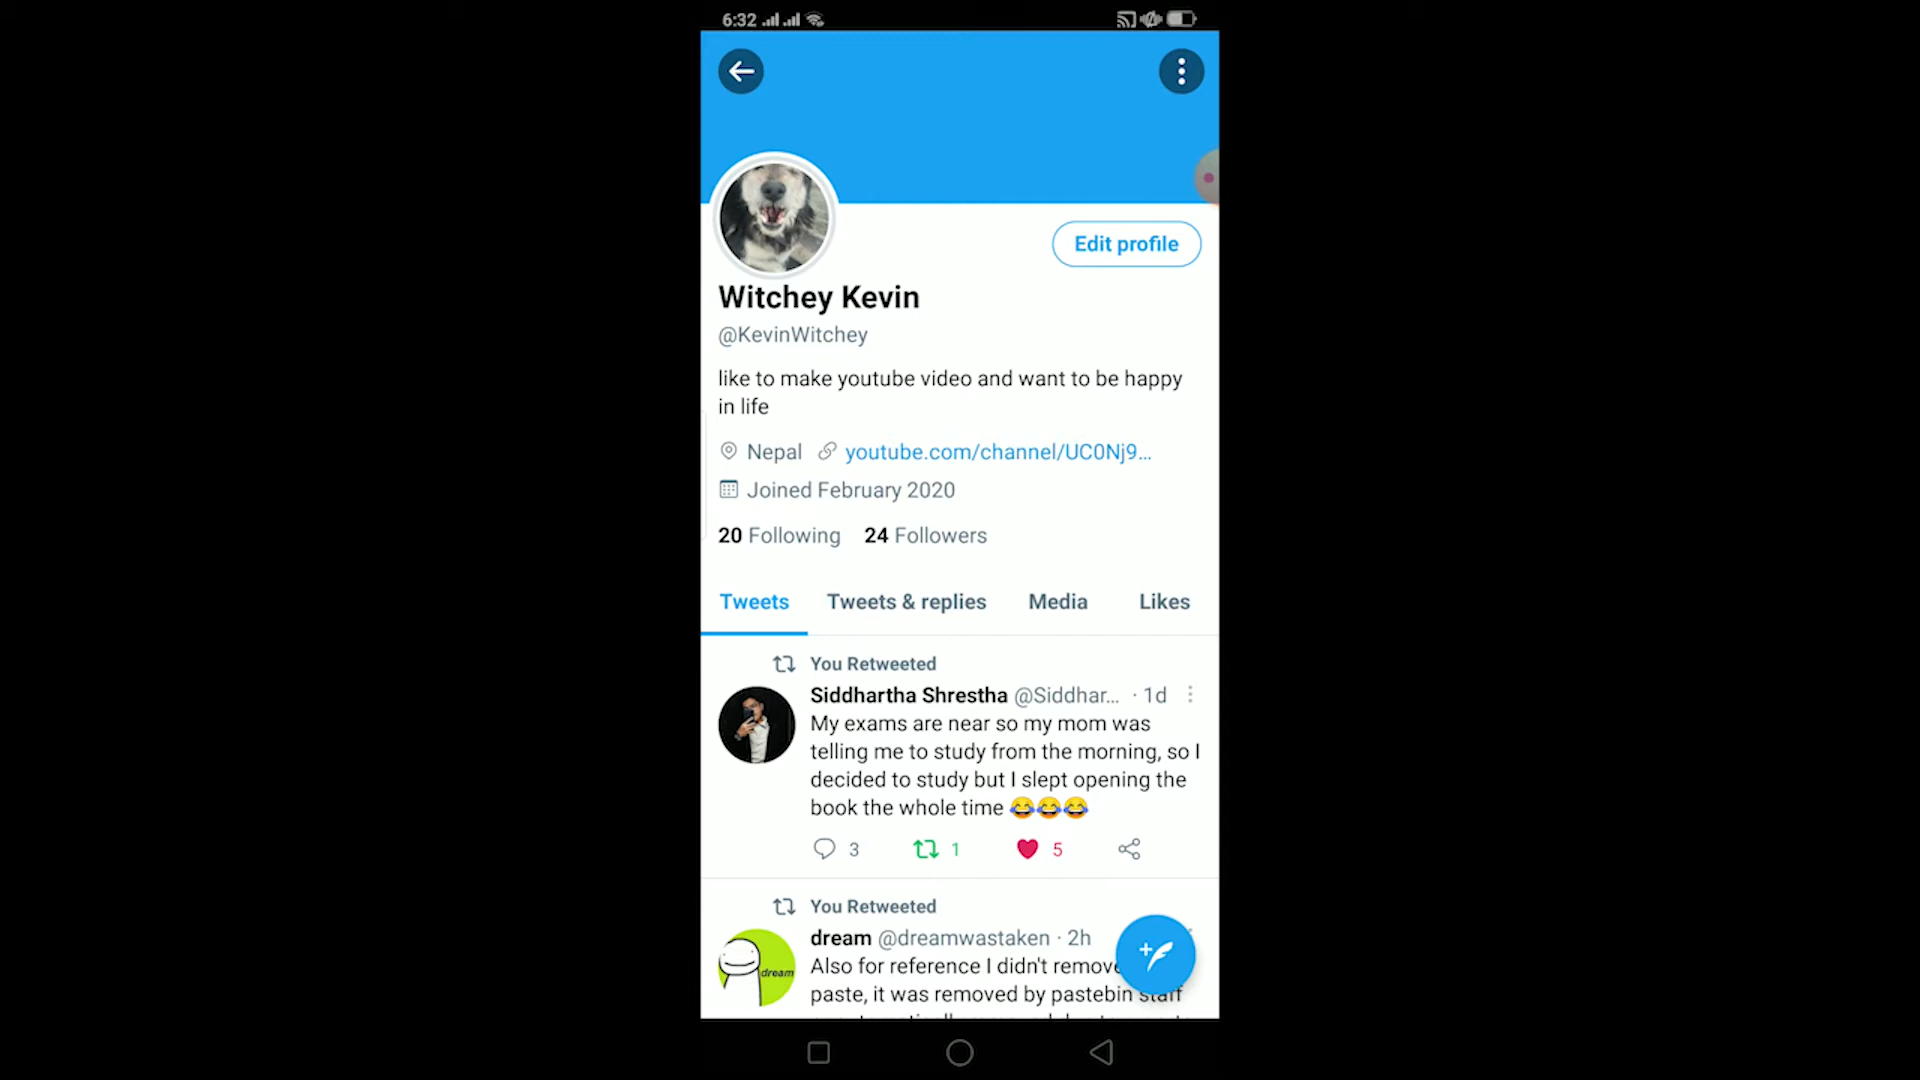 6:32
Edit profile
Witchey Kevin
@KevinWitchey
like to make youtube video and want to be happy
in life
Nepal youtube.com/channel/UC0Nj9...
Joined February 2020
20 Following 24 Followers
Tweets Tweets & replies Media Likes
You Retweeted
Siddhartha Shrestha @Siddhar... · 1d
My exams are near so my mom was
telling me to study from the morning, so I
decided to study but I slept opening the
book the whole time 😂😂😂
3 1 5
You Retweeted
dream @dreamwastaken · 2h
dream
Also for reference I didn't remove
paste, it was removed by pastebin staff